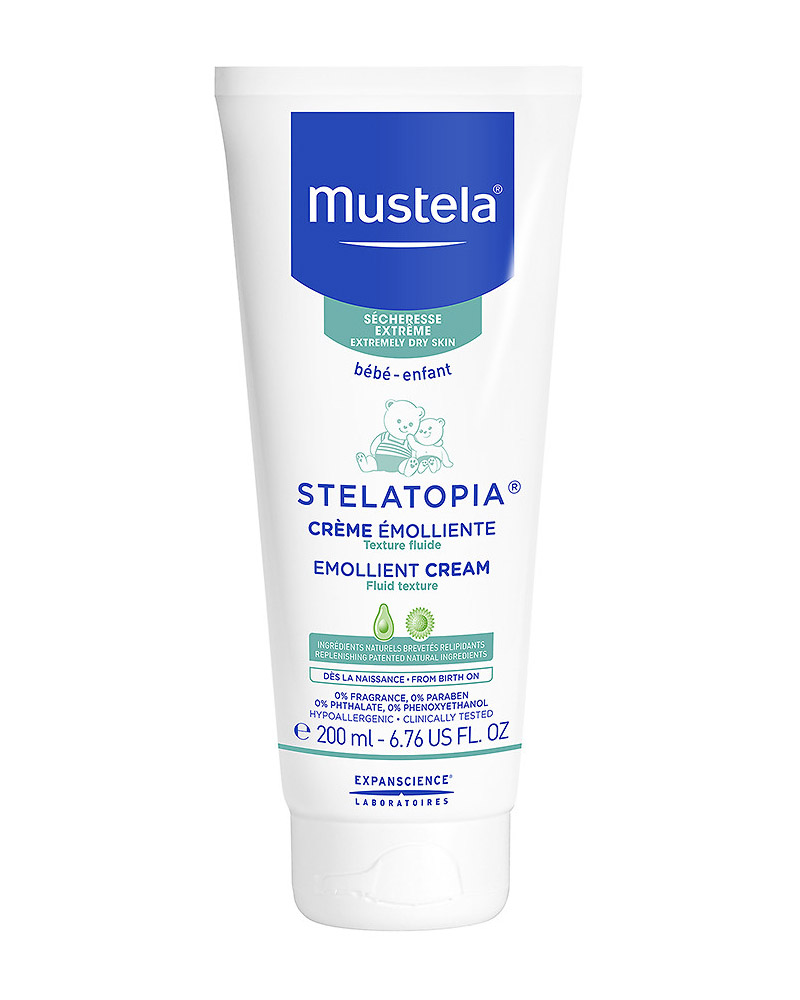 mustela®
SÉCHERESSE
EXTRÊME
EXTREMELY DRY SKIN
bébé-enfant
STELATOPIA®
CRÈME ÉMOLLIENTE
Texture fluide
EMOLLIENT CREAM
Fluid texture
INGRÉDIENTS NATURELS BREVETÉS RELIPIDANTS
REPLENISHING PATENTED NATURAL INGREDIENTS
DÈS LA NAISSANCE • FROM BIRTH ON
0% FRAGRANCE, 0% PARABEN
0% PHTHALATE, 0% PHENOXYETHANOL
HYPOALLERGENIC • CLINICALLY TESTED
℮ 200 ml - 6.76 US FL. OZ
EXPANSCIENCE®
LABORATOIRES